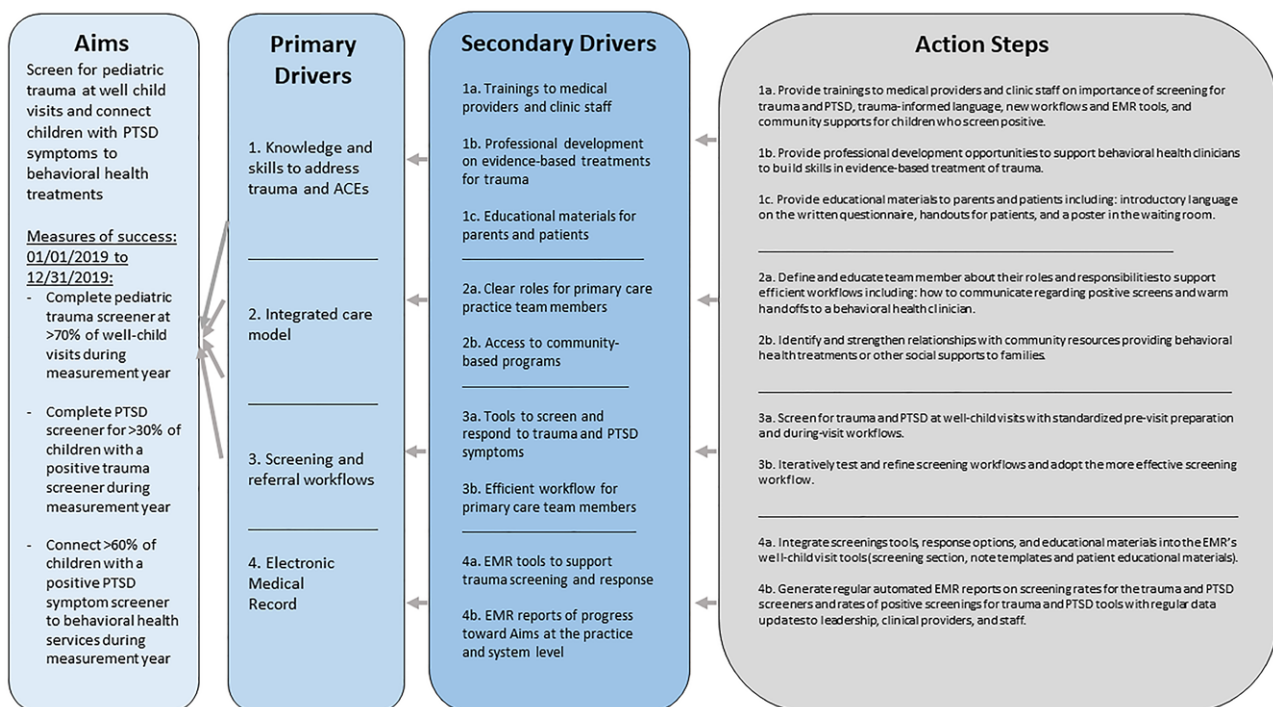 Aims
Screen for pediatric
trauma at well child
visits and connect
children with PTSD
symptoms to
behavioral health
treatments
Measures of success:
01/01/2019 to
12/31/2019:
- Complete pediatric
trauma screener at
>70% of well-child
visits during
measurement year
- Complete PTSD
screener for >30% of
children with a
positive trauma
screener during
measurement year
- Connect >60% of
children with a
positive PTSD
symptom screener
to behavioral health
services during
measurement year
Primary
Drivers
1. Knowledge and
skills to address
trauma and ACEs
2. Integrated care
model
3. Screening and
referral workflows
4. Electronic
Medical
Record
Secondary Drivers
1a. Trainings to medical
providers and clinic staff
1b. Professional development
on evidence-based treatments
for trauma
1c. Educational materials for
parents and patients
2a. Clear roles for primary care
practice team members
2b. Access to community-
based programs
3a. Tools to screen and
respond to trauma and PTSD
symptoms
3b. Efficient workflow for
primary care team members
4a. EMR tools to support
trauma screening and response
4b. EMR reports of progress
toward Aims at the practice
and system level
Action Steps
1a. Provide trainings to medical providers and clinic staff on importance of screening for
trauma and PTSD, trauma-informed language, new workflows and EMR tools, and
community supports for children who screen positive.
1b. Provide professional development opportunities to support behavioral health clinicians
to build skills in evidence-based treatment of trauma.
1c. Provide educational materials to parents and patients including: introductory language
on the written questionnaire, handouts for patients, and a poster in the waiting room.
2a. Define and educate team member about their roles and responsibilities to support
efficient workflows including: how to communicate regarding positive screens and warm
handoffs to a behavioral health clinician.
2b. Identify and strengthen relationships with community resources providing behavioral
health treatments or other social supports to families.
3a. Screen for trauma and PTSD at well-child visits with standardized pre-visit preparation
and during-visit workflows.
3b. Iteratively test and refine screening workflows and adopt the more effective screening
workflow.
4a. Integrate screenings tools, response options, and educational materials into the EMR's
well-child visit tools (screening section, note templates and patient educational materials).
4b. Generate regular automated EMR reports on screening rates for the trauma and PTSD
screeners and rates of positive screenings for trauma and PTSD tools with regular data
updates to leadership, clinical providers, and staff.